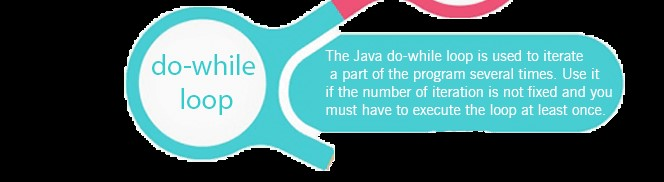 do-while
loop
The Java do-while loop is used to iterate
a part of the program several times. Use it
if the number of iteration is not fixed and you
must have to execute the loop at least once.